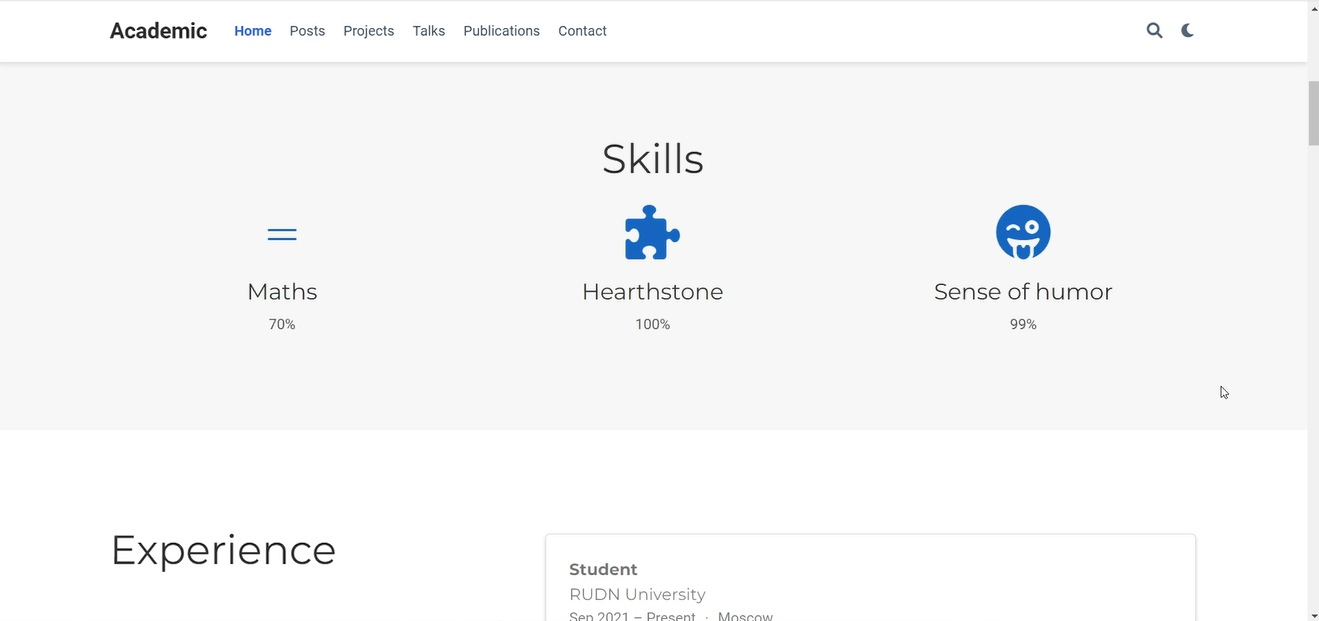 Academic Home Posts Projects Talks Publications Contact
Skills
Maths Hearthstone Sense of humor
70% 100% 99%
Experience
Student
RUDN University
Sep 2021 – Present · Moscow